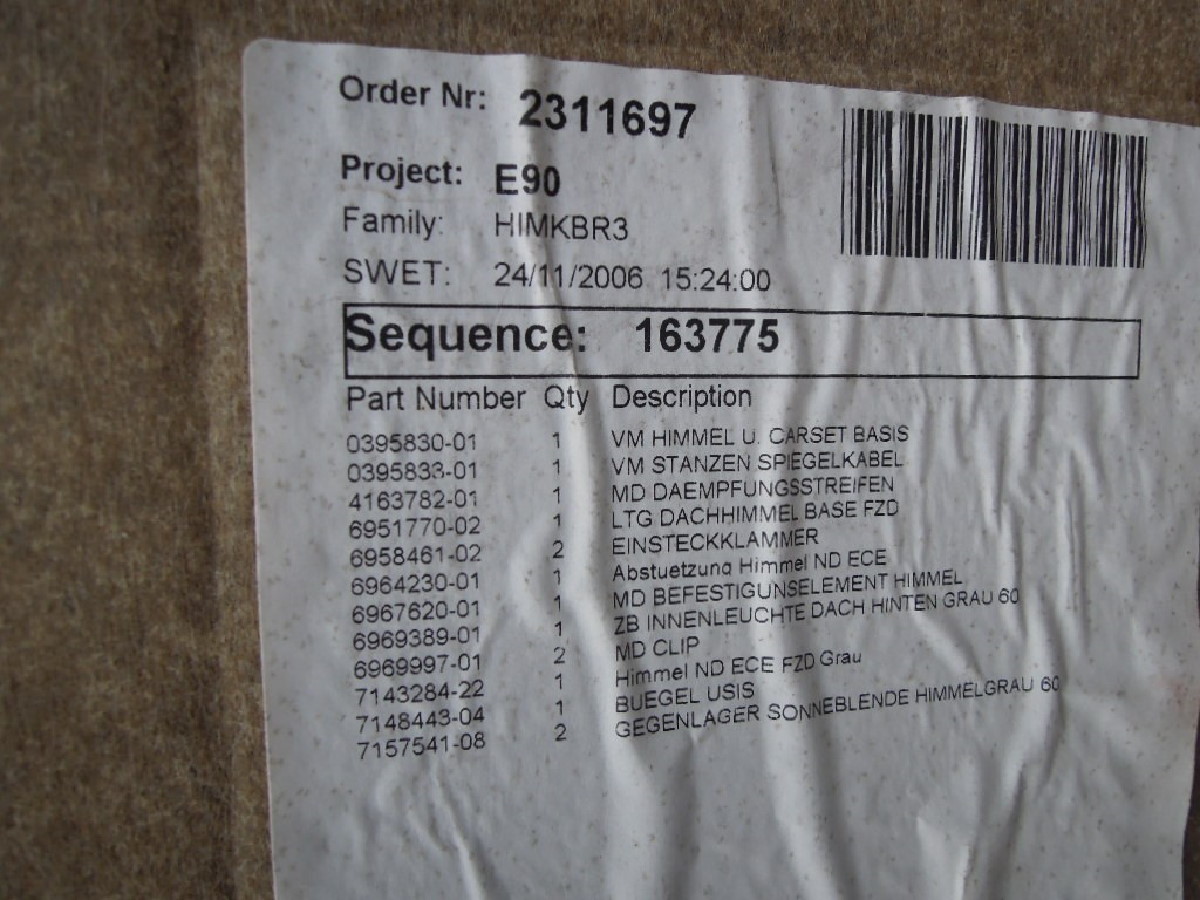 Order Nr: 2311697
Project: E90
Family: HIMKBR3
SWET: 24/11/2006 15:24:00
Sequence: 163775
Part Number Qty Description
0395830-01 1 VM HIMMEL U. CARSET BASIS
0395833-01 1 VM STANZEN SPIEGELKABEL
4163782-01 1 MD DAEMPFUNGSSTREIFEN
6951770-02 1 LTG DACHHIMMEL BASE FZD
6958461-02 2 EINSTECKKLAMMER
6964230-01 1 Abstuetzung Himmel ND ECE
6967620-01 1 MD BEFESTIGUNSELEMENT HIMMEL
6969389-01 1 ZB INNENLEUCHTE DACH HINTEN GRAU 60
6969997-01 2 MD CLIP
7143284-22 1 Himmel ND ECE FZD Grau
7148443-04 1 BUEGEL USIS
7157541-08 2 GEGENLAGER SONNEBLENDE HIMMELGRAU 60